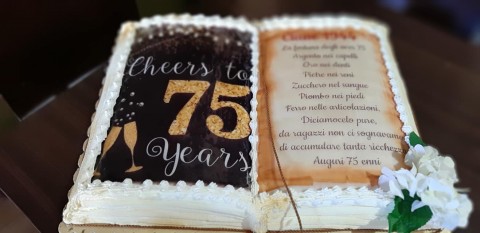 Cheers to
75
Years
Classe 1944
La fortuna degli anni 75
Argento nei capelli.
Oro nei denti.
Pietre nei reni.
Zucchero nel sangue.
Piombo nei piedi.
Ferro nelle articolazioni.
Diciamocelo pure,
da ragazzi non ci sognavamo
di accumulare tanta ricchezza
Auguri 75 enni